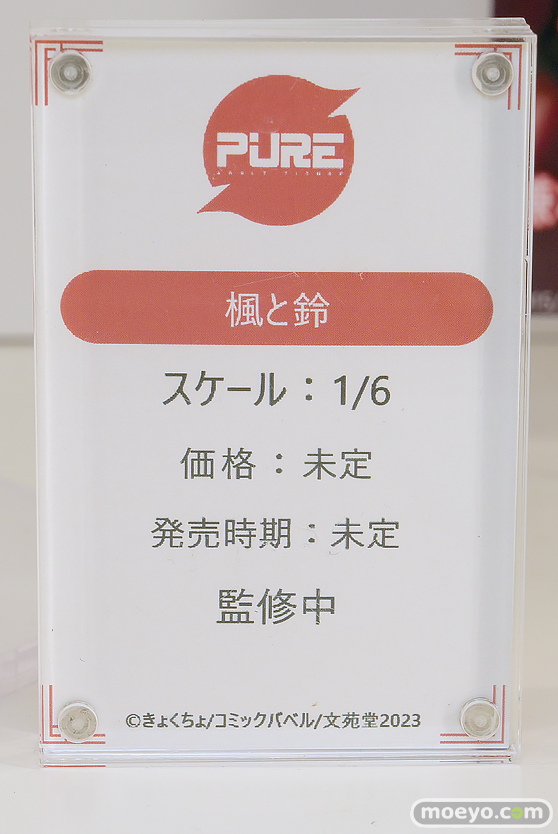 PURE
楓と鈴
スケール：1/6
価格：未定
発売時期：未定
監修中
©きょくちょ/コミックバベル/文苑堂2023
moeyo.com